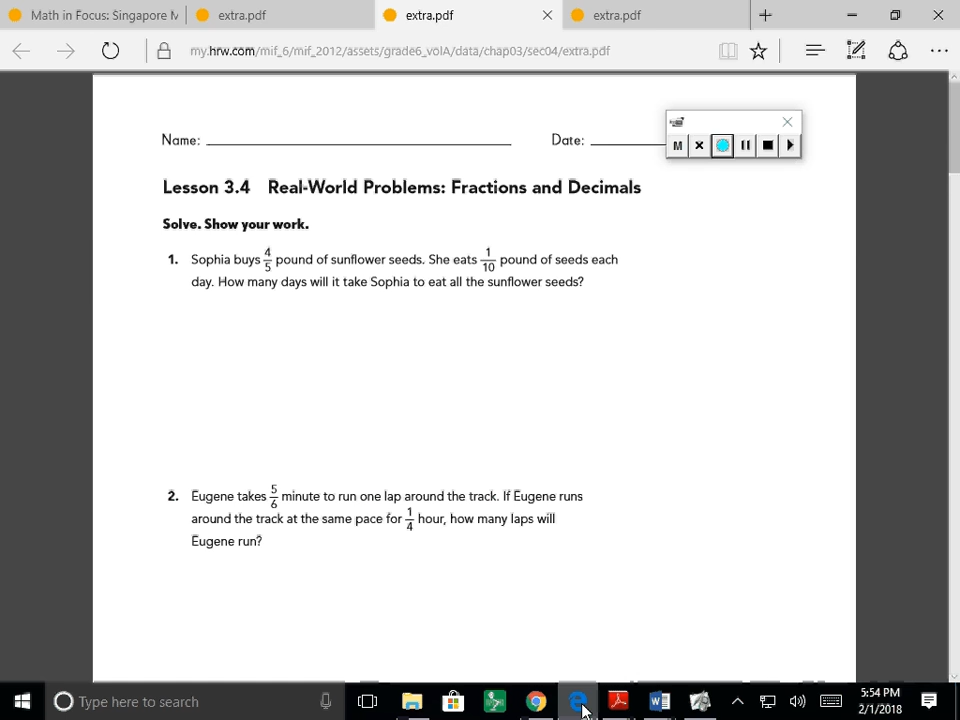 Math in Focus: Singapore M
extra.pdf
extra.pdf
extra.pdf
my.hrw.com/mif_6/mif_2012/assets/grade6_volA/data/chap03/sec04/extra.pdf
Name: Date:
M
Lesson 3.4 Real-World Problems: Fractions and Decimals
Solve. Show your work.
1. Sophia buys 4/5 pound of sunflower seeds. She eats 1/10 pound of seeds each
day. How many days will it take Sophia to eat all the sunflower seeds?
2. Eugene takes 5/6 minute to run one lap around the track. If Eugene runs
around the track at the same pace for 1/4 hour, how many laps will
Eugene run?
Type here to search
5:54 PM
2/1/2018